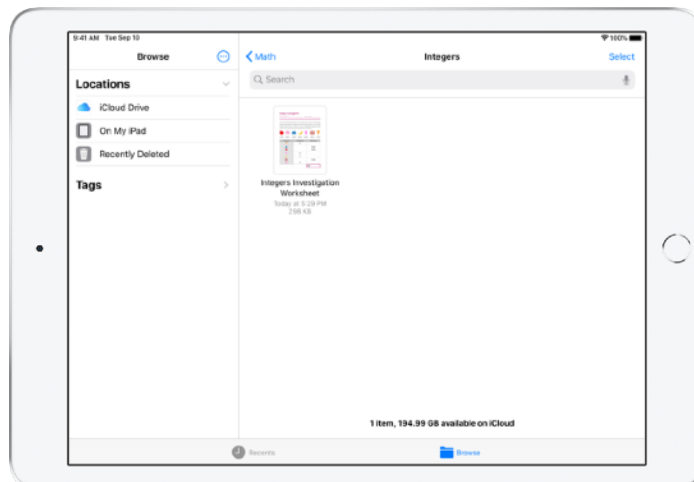 9:41 AM Tue Sep 10
100%
Browse
Locations
iCloud Drive
On My iPad
Recently Deleted
Tags
Math
Integers
Select
Search
Integers Investigation
Worksheet
Today at 5:29 PM
298 KB
1 item, 194.99 GB available on iCloud
Recents
Browse